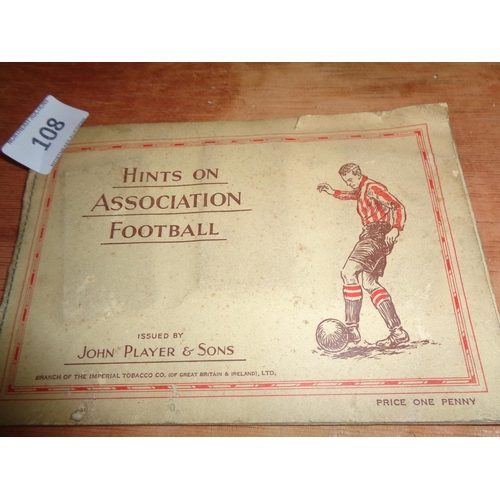 108
HINTS ON
ASSOCIATION
FOOTBALL
ISSUED BY
JOHN PLAYER & SONS
BRANCH OF THE IMPERIAL TOBACCO CO. (OF GREAT BRITAIN & IRELAND), LTD.
PRICE ONE PENNY